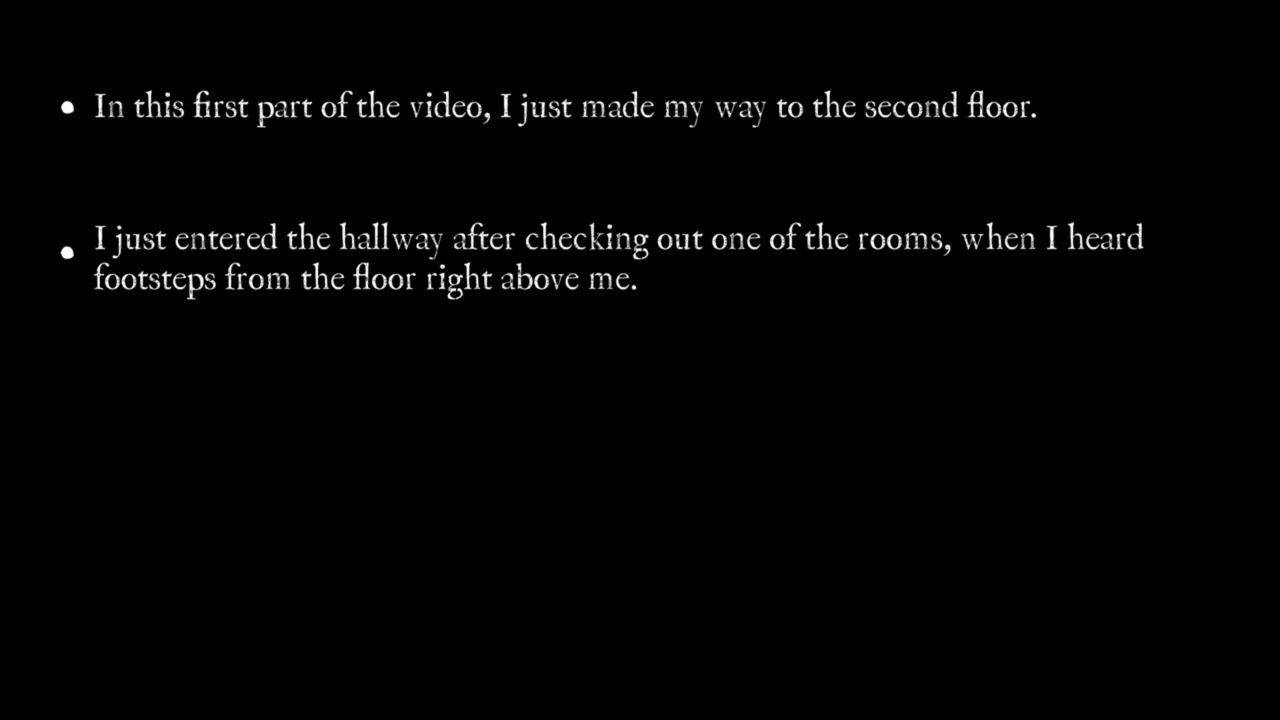 • In this first part of the video, I just made my way to the second floor.
• I just entered the hallway after checking out one of the rooms, when I heard
footsteps from the floor right above me.